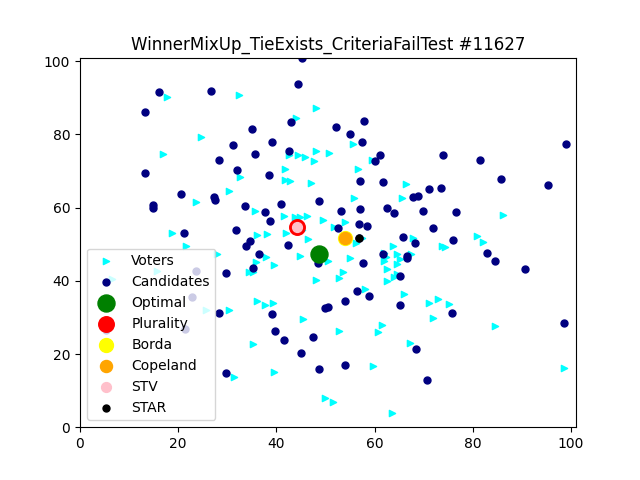 WinnerMixUp_TieExists_CriteriaFailTest #11627
100
80
60
40
20
0
Voters
Candidates
Optimal
Plurality
Borda
Copeland
STV
STAR
0 20 40 60 80 100